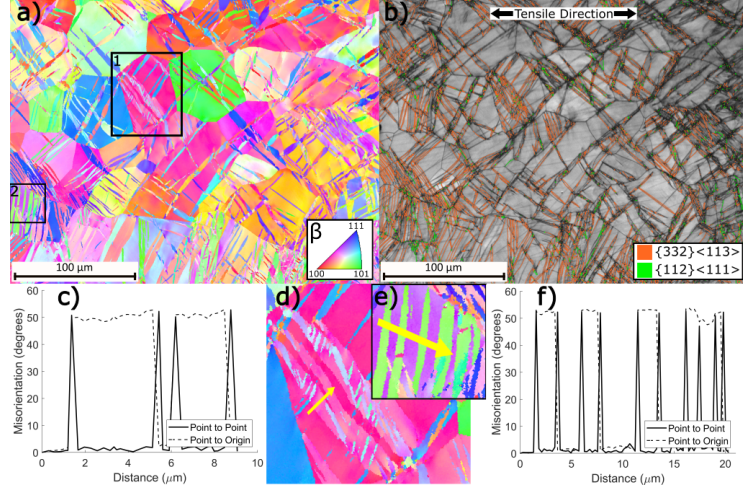 a)
1
2
β
111
100
101
100 μm
b)
Tensile Direction
100 μm
{332}<113>
{112}<111>
c)
60
50
40
30
20
10
0
Misorientation (degrees)
Point to Point
Point to Origin
0
2
4
6
8
10
Distance (μm)
d)
e)
f)
60
50
40
30
20
10
0
Misorientation (degrees)
Point to Point
Point to Origin
0
5
10
15
20
Distance (μm)